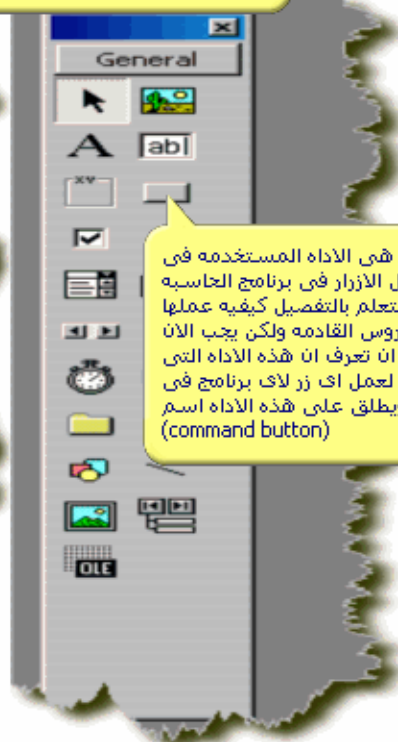 General
A
abl
xv
هى الاداه المستخدمه فى
ل الازرار فى برنامج الحاسبه
تتعلم بالتفصيل كيفيه عملها
روس القادمه ولكن يجب الان
ان تعرف ان هذه الاداه التى
لعمل اى زر لاى برنامج فى
يطلق على هذه الاداه اسم
(command button)
OLE